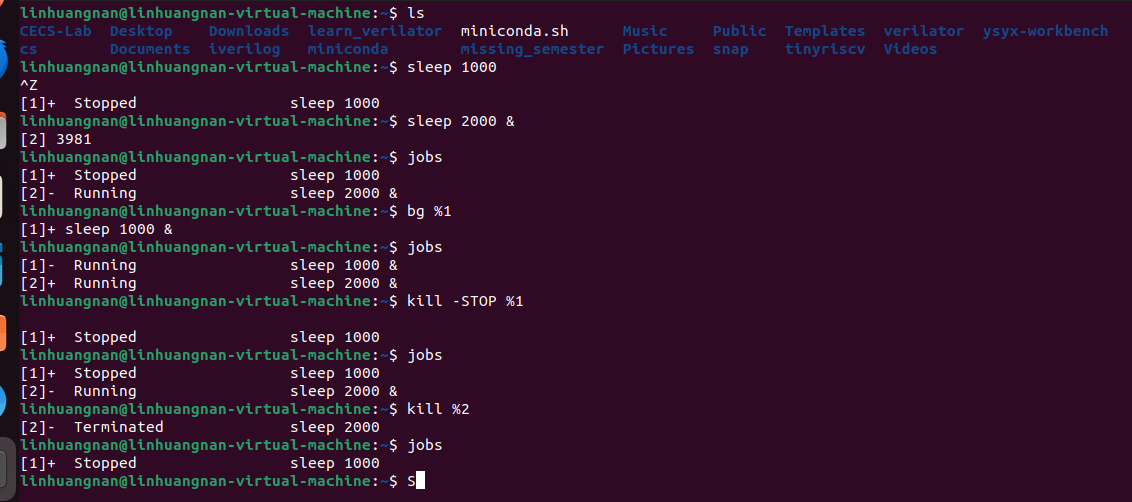 linhuangnan@linhuangnan-virtual-machine:~$ ls
CECS-Lab  Desktop    Downloads  learn_verilator  miniconda.sh      Music     Public  Templates  verilator  ysyx-workbench
cs        Documents  iverilog   miniconda        missing_semester  Pictures  snap    tinyriscv  Videos
linhuangnan@linhuangnan-virtual-machine:~$ sleep 1000
^Z
[1]+  Stopped                 sleep 1000
linhuangnan@linhuangnan-virtual-machine:~$ sleep 2000 &
[2] 3981
linhuangnan@linhuangnan-virtual-machine:~$ jobs
[1]+  Stopped                 sleep 1000
[2]-  Running                 sleep 2000 &
linhuangnan@linhuangnan-virtual-machine:~$ bg %1
[1]+ sleep 1000 &
linhuangnan@linhuangnan-virtual-machine:~$ jobs
[1]-  Running                 sleep 1000 &
[2]+  Running                 sleep 2000 &
linhuangnan@linhuangnan-virtual-machine:~$ kill -STOP %1
[1]+  Stopped                 sleep 1000
linhuangnan@linhuangnan-virtual-machine:~$ jobs
[1]+  Stopped                 sleep 1000
[2]-  Running                 sleep 2000 &
linhuangnan@linhuangnan-virtual-machine:~$ kill %2
[2]-  Terminated              sleep 2000
linhuangnan@linhuangnan-virtual-machine:~$ jobs
[1]+  Stopped                 sleep 1000
linhuangnan@linhuangnan-virtual-machine:~$ S